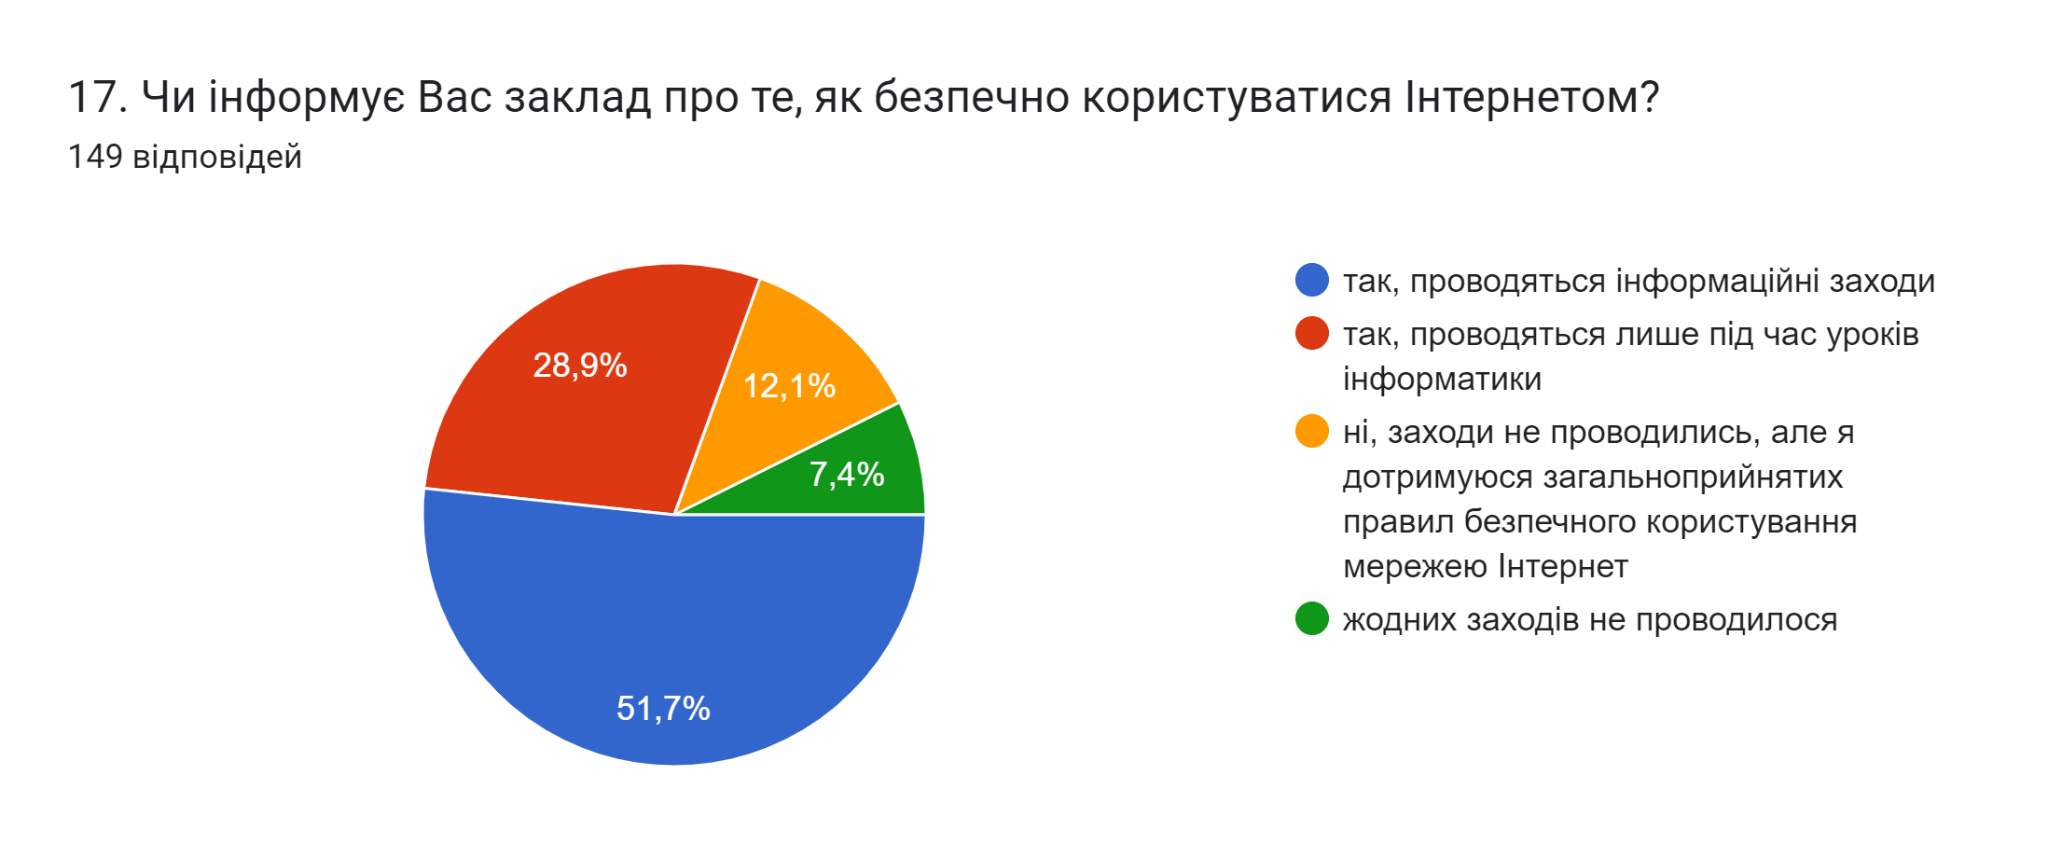 17. Чи інформує Вас заклад про те, як безпечно користуватися Інтернетом?
149 відповідей
28,9%
12,1%
7,4%
51,7%
так, проводяться інформаційні заходи
так, проводяться лише під час уроків
інформатики
ні, заходи не проводились, але я
дотримуюся загальноприйнятих
правил безпечного користування
мережею Інтернет
жодних заходів не проводилося